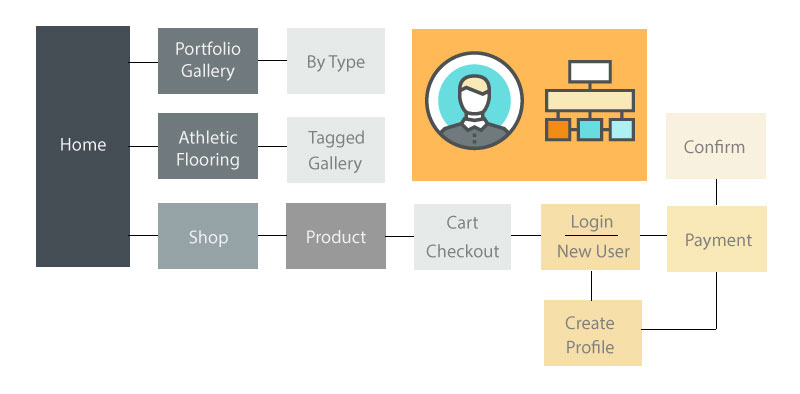 Home
Portfolio
Gallery
By Type
Athletic
Flooring
Tagged
Gallery
Shop
Product
Cart
Checkout
Login
New User
Payment
Confirm
Create
Profile